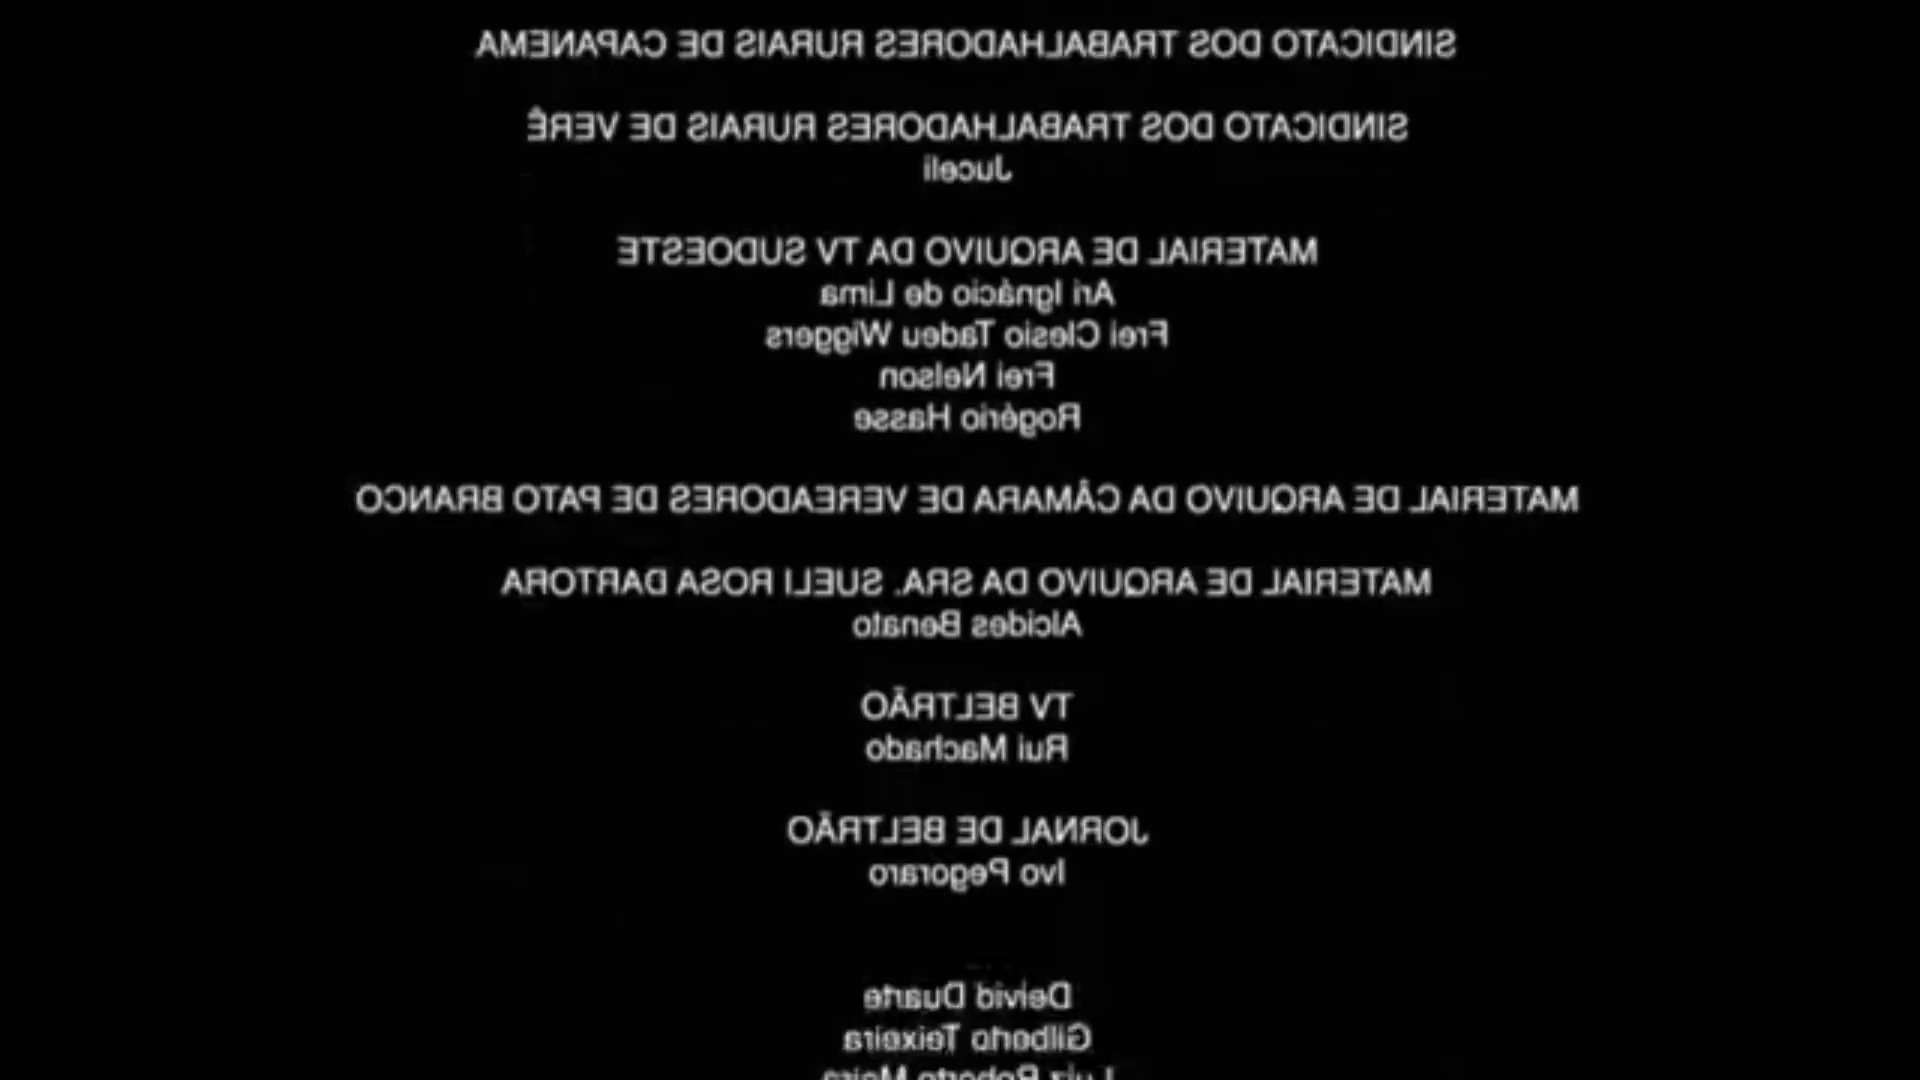 SINDICATO DOS TRABALHADORES RURAIS DE CAPANEMA
SINDICATO DOS TRABALHADORES RURAIS DE VERÊ
Juceli
MATERIAL DE ARQUIVO DA TV SUDOESTE
Ari Ignácio de Lima
Frei Clesio Tadeu Wiggers
Frei Nelson
Rogério Hasse
MATERIAL DE ARQUIVO DA CÂMARA DE VEREADORES DE PATO BRANCO
MATERIAL DE ARQUIVO DA SRA. SUELI ROSA DARTORA
Alcides Benato
TV BELTRÃO
Rui Machado
JORNAL DE BELTRÃO
Ivo Pegoraro
Deivid Duarte
Gilberto Teixeira
Luiz Roberto Meira